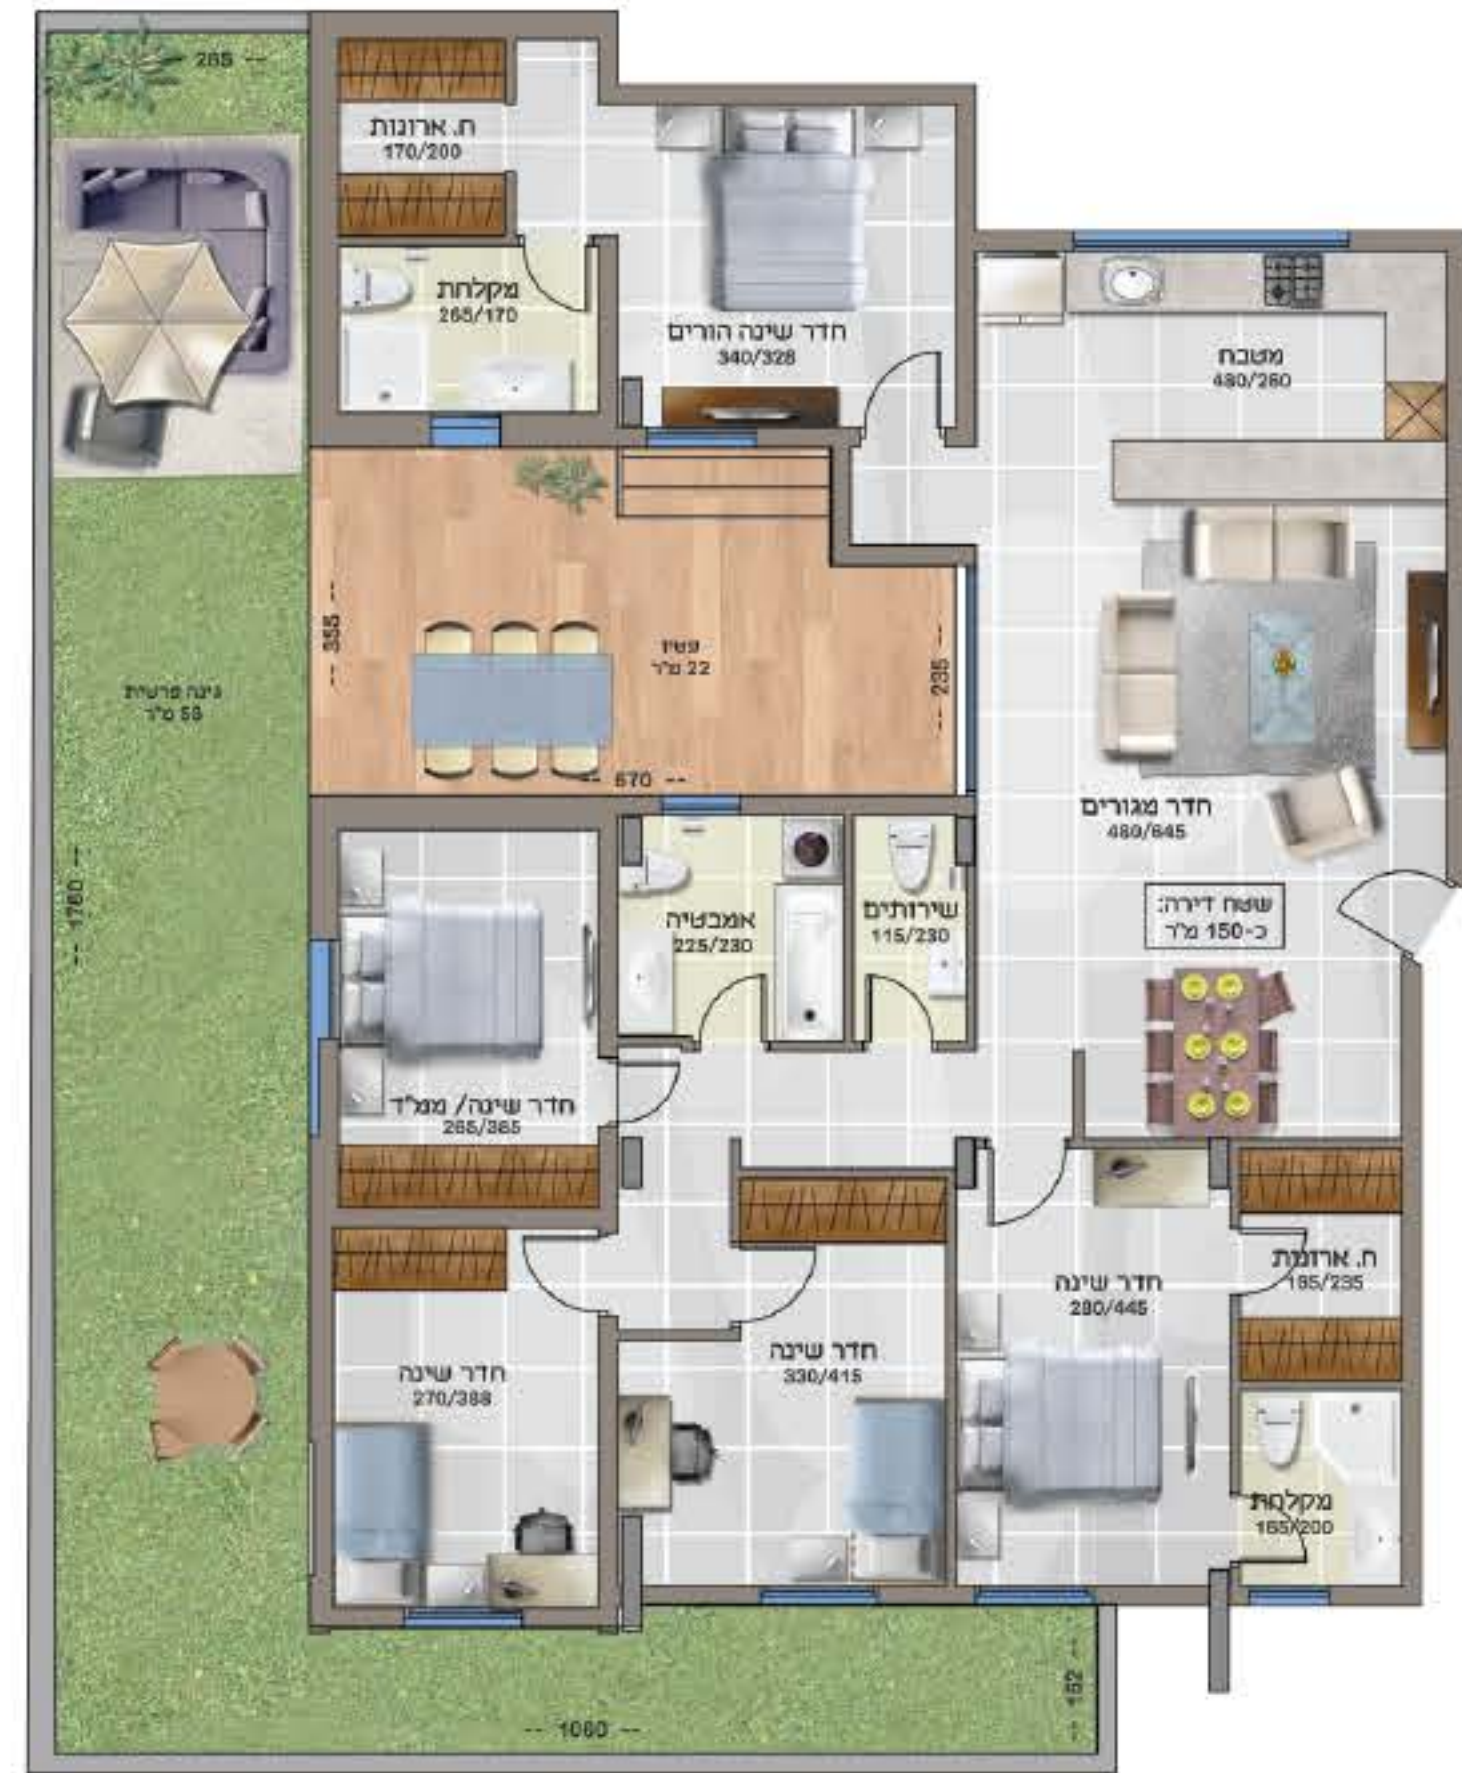 -- 265 --
ח. ארונות
170/200
מקלחת
265/170
חדר שינה הורים
340/328
מטבח
480/260
-- 355 --
פטיו
22 מ"ר
-- 235 --
-- 670 --
גינה פרטית
58 מ"ר
-- 1760 --
חדר מגורים
480/645
שטח דירה:
כ-150 מ"ר
אמבטיה
225/230
שירותים
115/230
חדר שינה/ ממ"ד
265/385
חדר שינה
270/388
חדר שינה
330/415
חדר שינה
280/445
ח. ארונות
165/235
מקלחת
165/200
-- 152 --
-- 1060 --